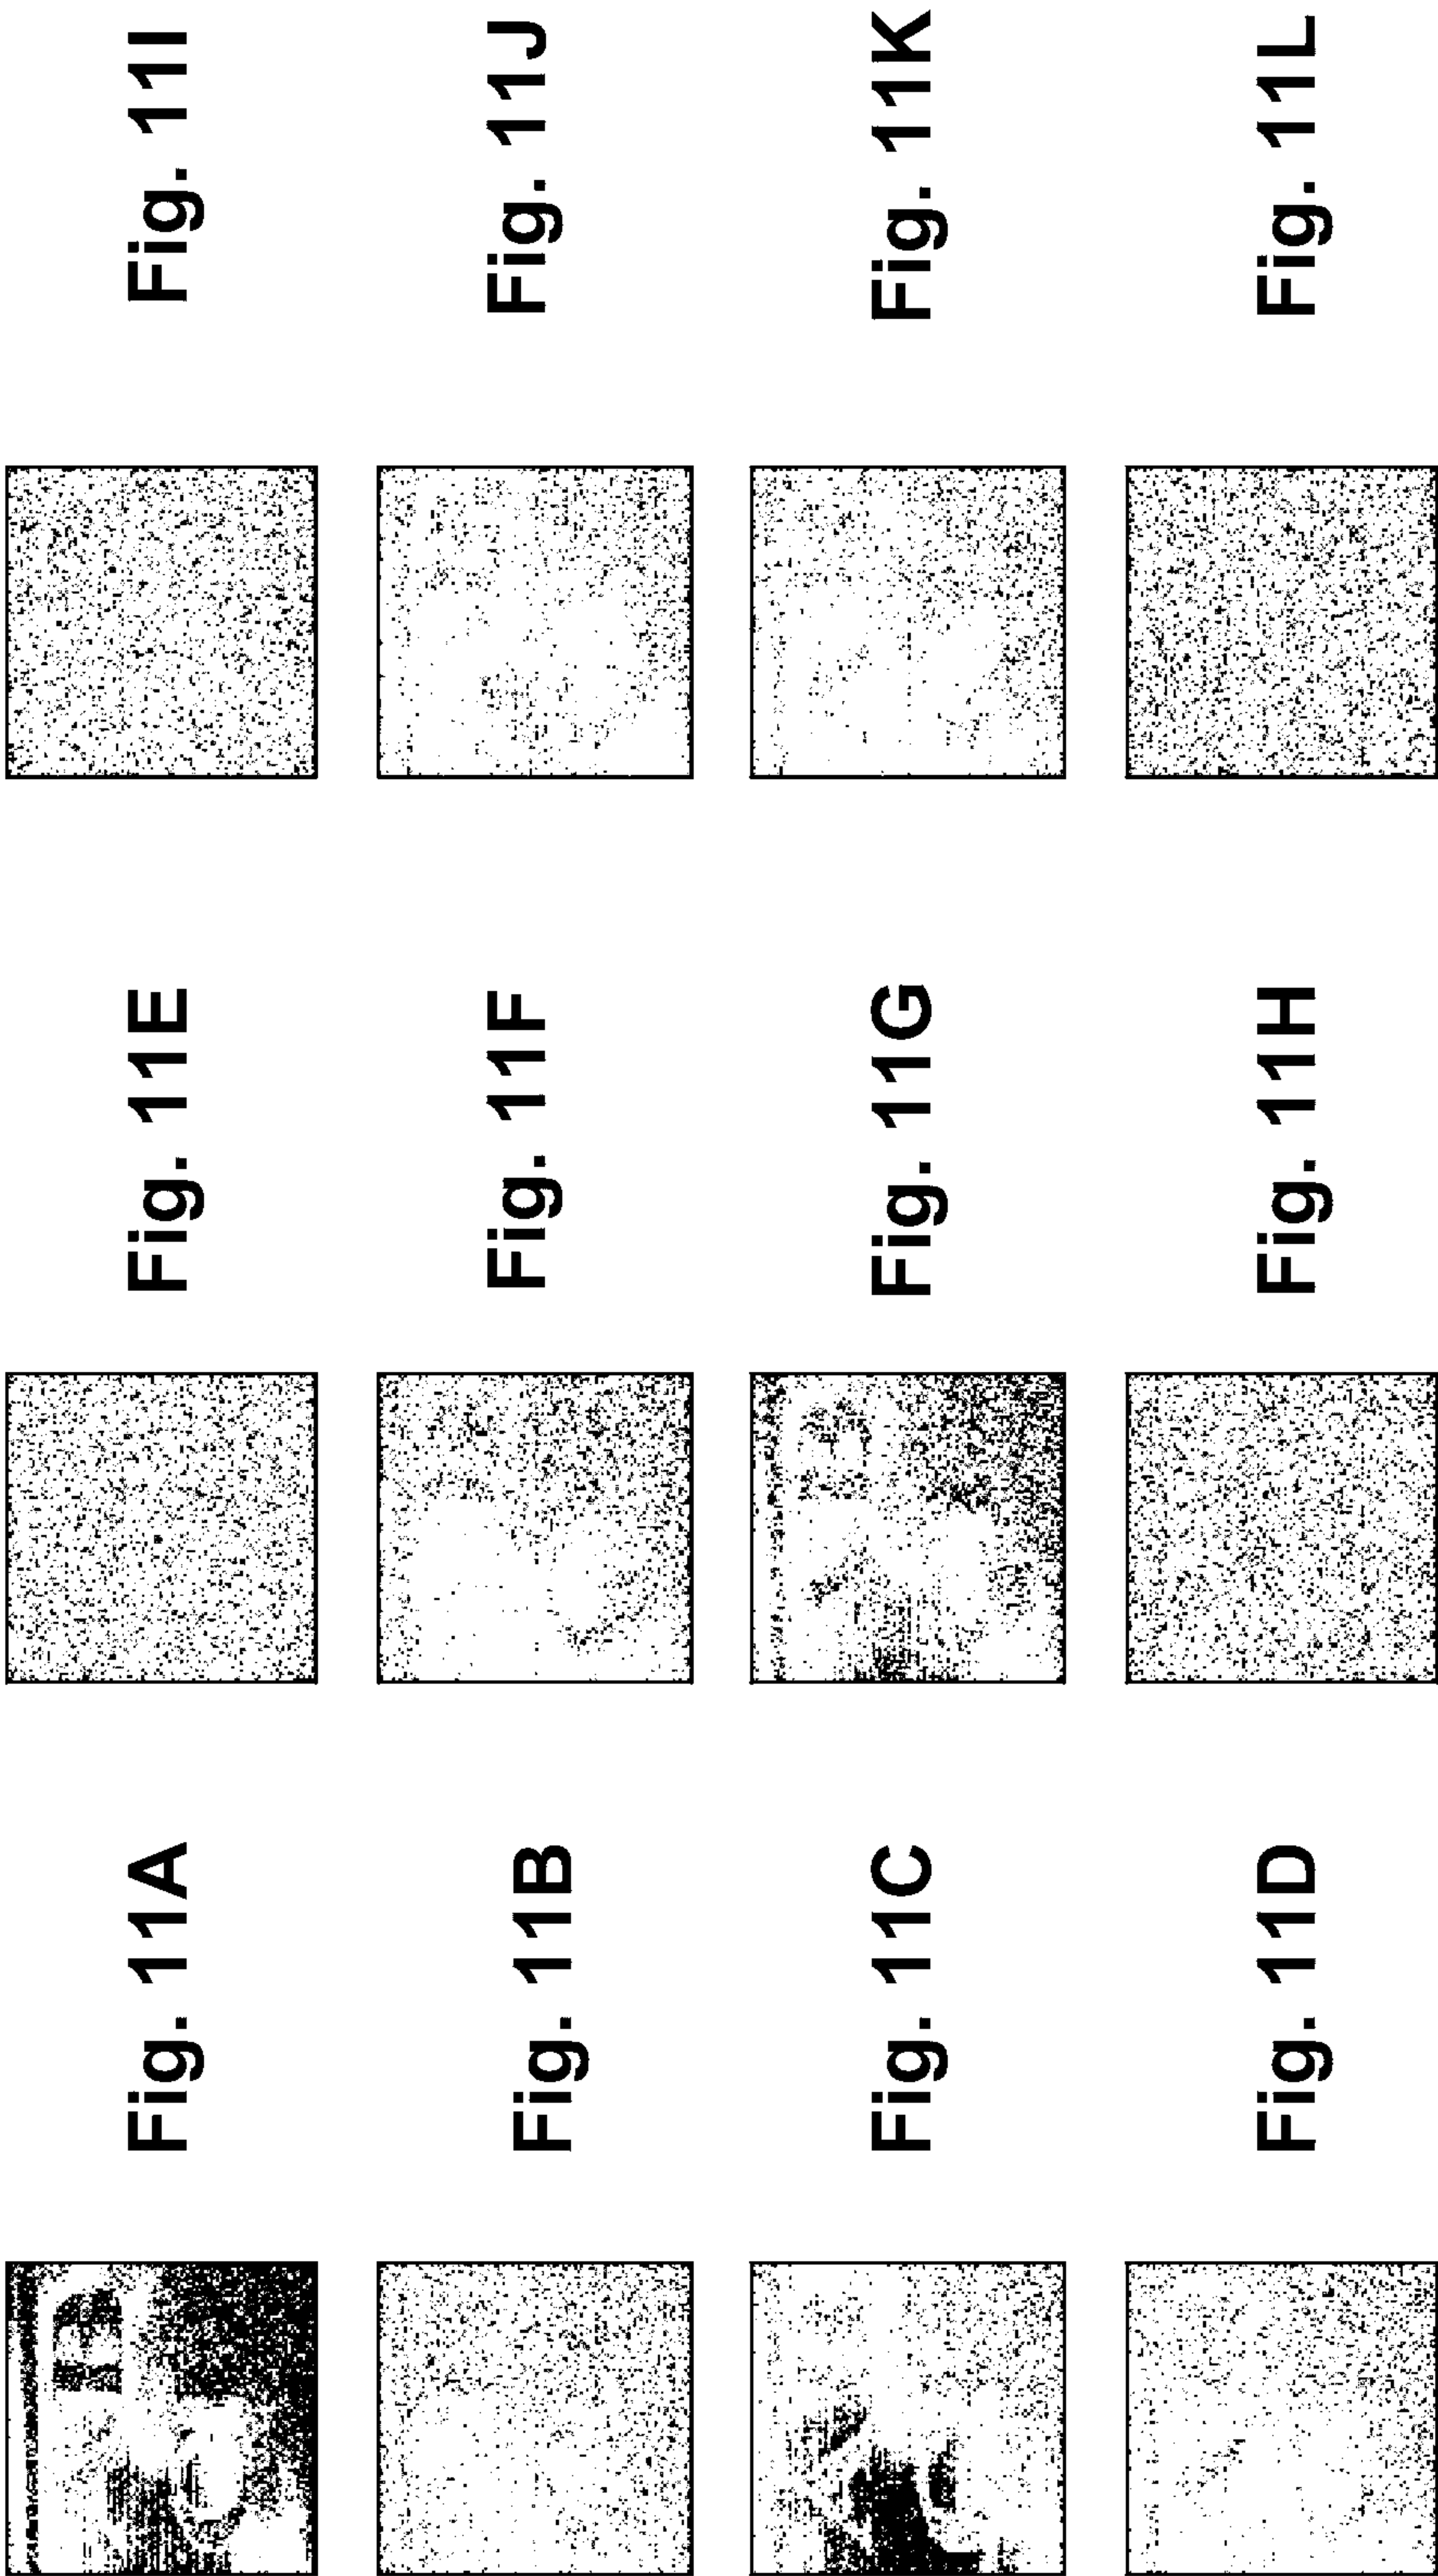 Fig. 11A
Fig. 11B
Fig. 11C
Fig. 11D
Fig. 11E
Fig. 11F
Fig. 11G
Fig. 11H
Fig. 11I
Fig. 11J
Fig. 11K
Fig. 11L